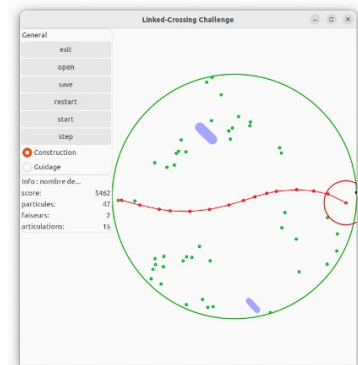 Linked-Crossing Challenge
General
exit
open
save
restart
start
step
Construction
Guidage
Info : nombre de...
score: 5462
particules: 47
faiseurs: 2
articulations: 15